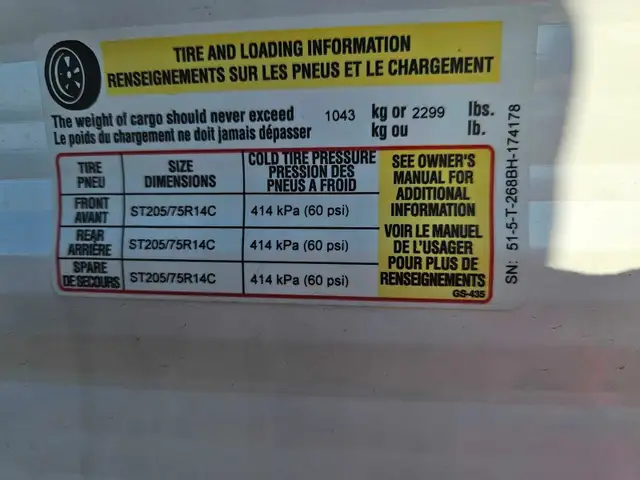 TIRE AND LOADING INFORMATION
RENSEIGNEMENTS SUR LES PNEUS ET LE CHARGEMENT
The weight of cargo should never exceed 1043 kg or 2299 lbs.
Le poids du chargement ne doit jamais dépasser kg ou lb.
TIRE
PNEU
SIZE
DIMENSIONS
COLD TIRE PRESSURE
PRESSION DES
PNEUS A FROID
FRONT
AVANT
ST205/75R14C
414 kPa (60 psi)
REAR
ARRIÈRE
ST205/75R14C
414 kPa (60 psi)
SPARE
DE SECOURS
ST205/75R14C
414 kPa (60 psi)
SEE OWNER'S
MANUAL FOR
ADDITIONAL
INFORMATION
VOIR LE MANUEL
DE L'USAGER
POUR PLUS DE
RENSEIGNEMENTS
GS-435
SN: 51-5-T-268BH-174178